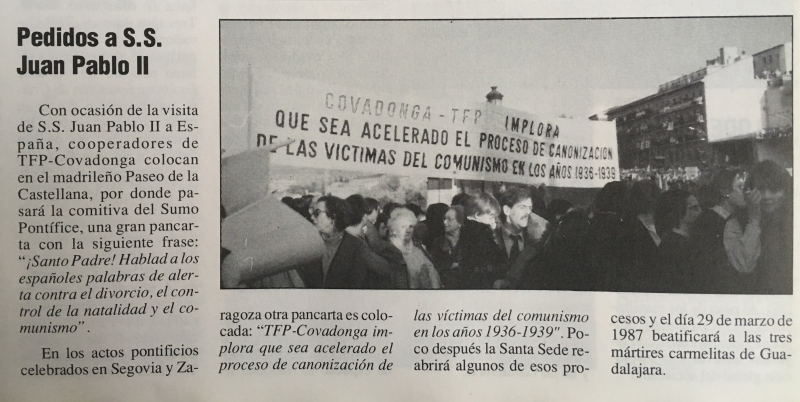 Pedidos a S.S.
Juan Pablo II
Con ocasión de la visita
de S.S. Juan Pablo II a Es-
paña, cooperadores de
TFP-Covadonga colocan
en el madrileño Paseo de la
Castellana, por donde pa-
sará la comitiva del Sumo
Pontífice, una gran pancar-
ta con la siguiente frase:
"¡Santo Padre! Hablad a los
españoles palabras de aler-
ta contra el divorcio, el con-
trol de la natalidad y el co-
munismo".
En los actos pontificios
celebrados en Segovia y Za-
COVADONGA - TFP IMPLORA
QUE SEA ACELERADO EL PROCESO DE CANONIZACION
DE LAS VICTIMAS DEL COMUNISMO EN LOS AÑOS 1936-1939
ragoza otra pancarta es colo-
cada: "TFP-Covadonga im-
plora que sea acelerado el
proceso de canonización de
las víctimas del comunismo
en los años 1936-1939". Po-
co después la Santa Sede re-
abrirá algunos de esos pro-
cesos y el día 29 de marzo de
1987 beatificará a las tres
mártires carmelitas de Gua-
dalajara.